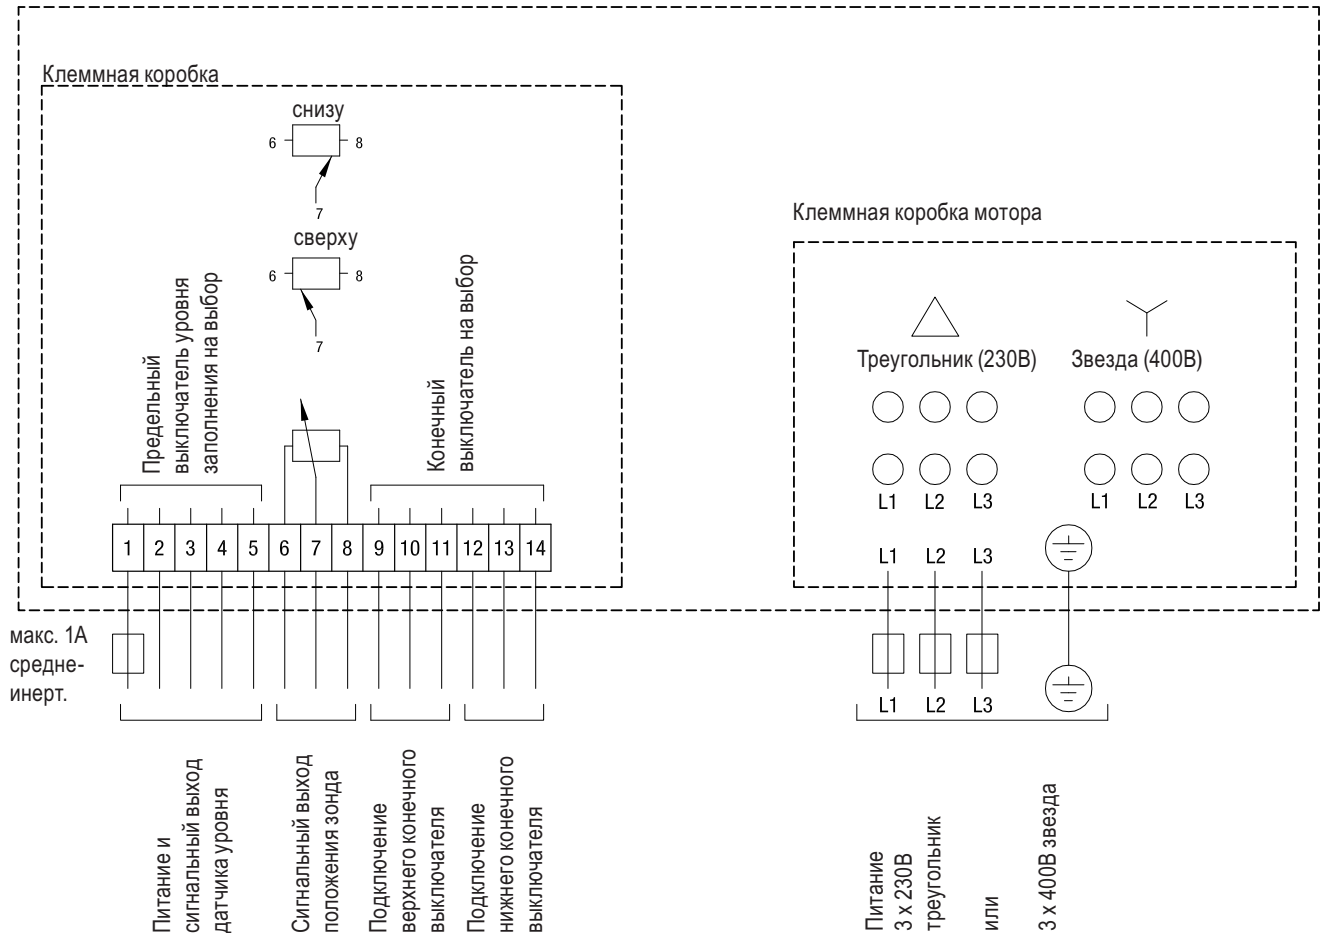 Клеммная коробка
снизу
6
8
7
сверху
6
8
7
Предельный
выключатель уровня
заполнения на выбор
Конечный
выключатель на выбор
1 2 3 4 5 6 7 8 9 10 11 12 13 14
макс. 1А
средне-
инерт.
Питание и
сигнальный выход
датчика уровня
Сигнальный выход
положения зонда
Подключение
верхнего конечного
выключателя
Подключение
нижнего конечного
выключателя
Клеммная коробка мотора
Треугольник (230В)
Звезда (400В)
L1 L2 L3
L1 L2 L3
L1 L2 L3
L1 L2 L3
Питание
3 x 230В
треугольник
или
3 x 400В звезда